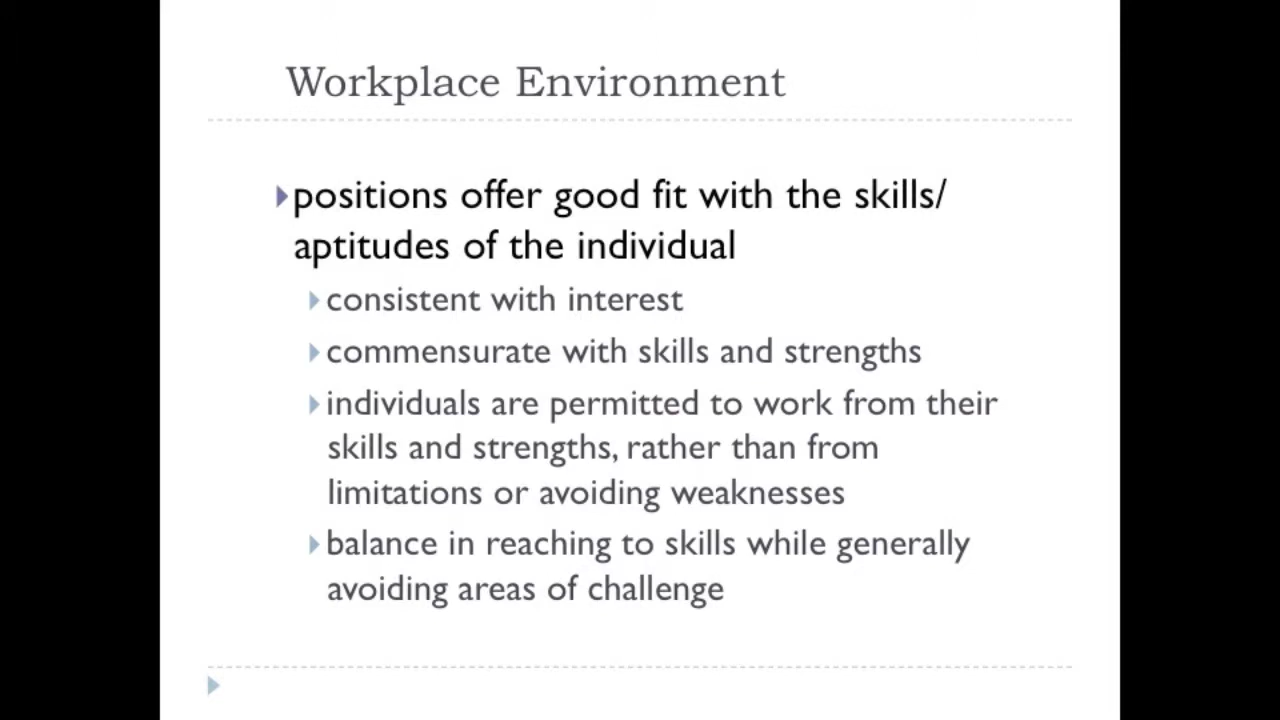 Workplace Environment
positions offer good fit with the skills/
aptitudes of the individual
consistent with interest
commensurate with skills and strengths
individuals are permitted to work from their
skills and strengths, rather than from
limitations or avoiding weaknesses
balance in reaching to skills while generally
avoiding areas of challenge